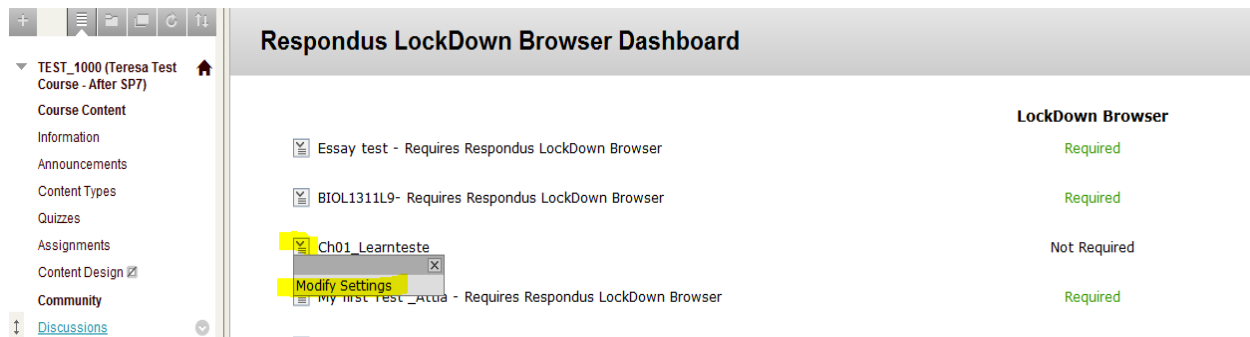 Respondus LockDown Browser Dashboard
TEST_1000 (Teresa Test
Course - After SP7)
Course Content
Information
Announcements
Content Types
Quizzes
Assignments
Content Design
Community
Discussions
LockDown Browser
Essay test - Requires Respondus LockDown Browser Required
BIOL1311L9- Requires Respondus LockDown Browser Required
Ch01_Learnteste Not Required
Modify Settings
My first Test _Attia - Requires Respondus LockDown Browser Required